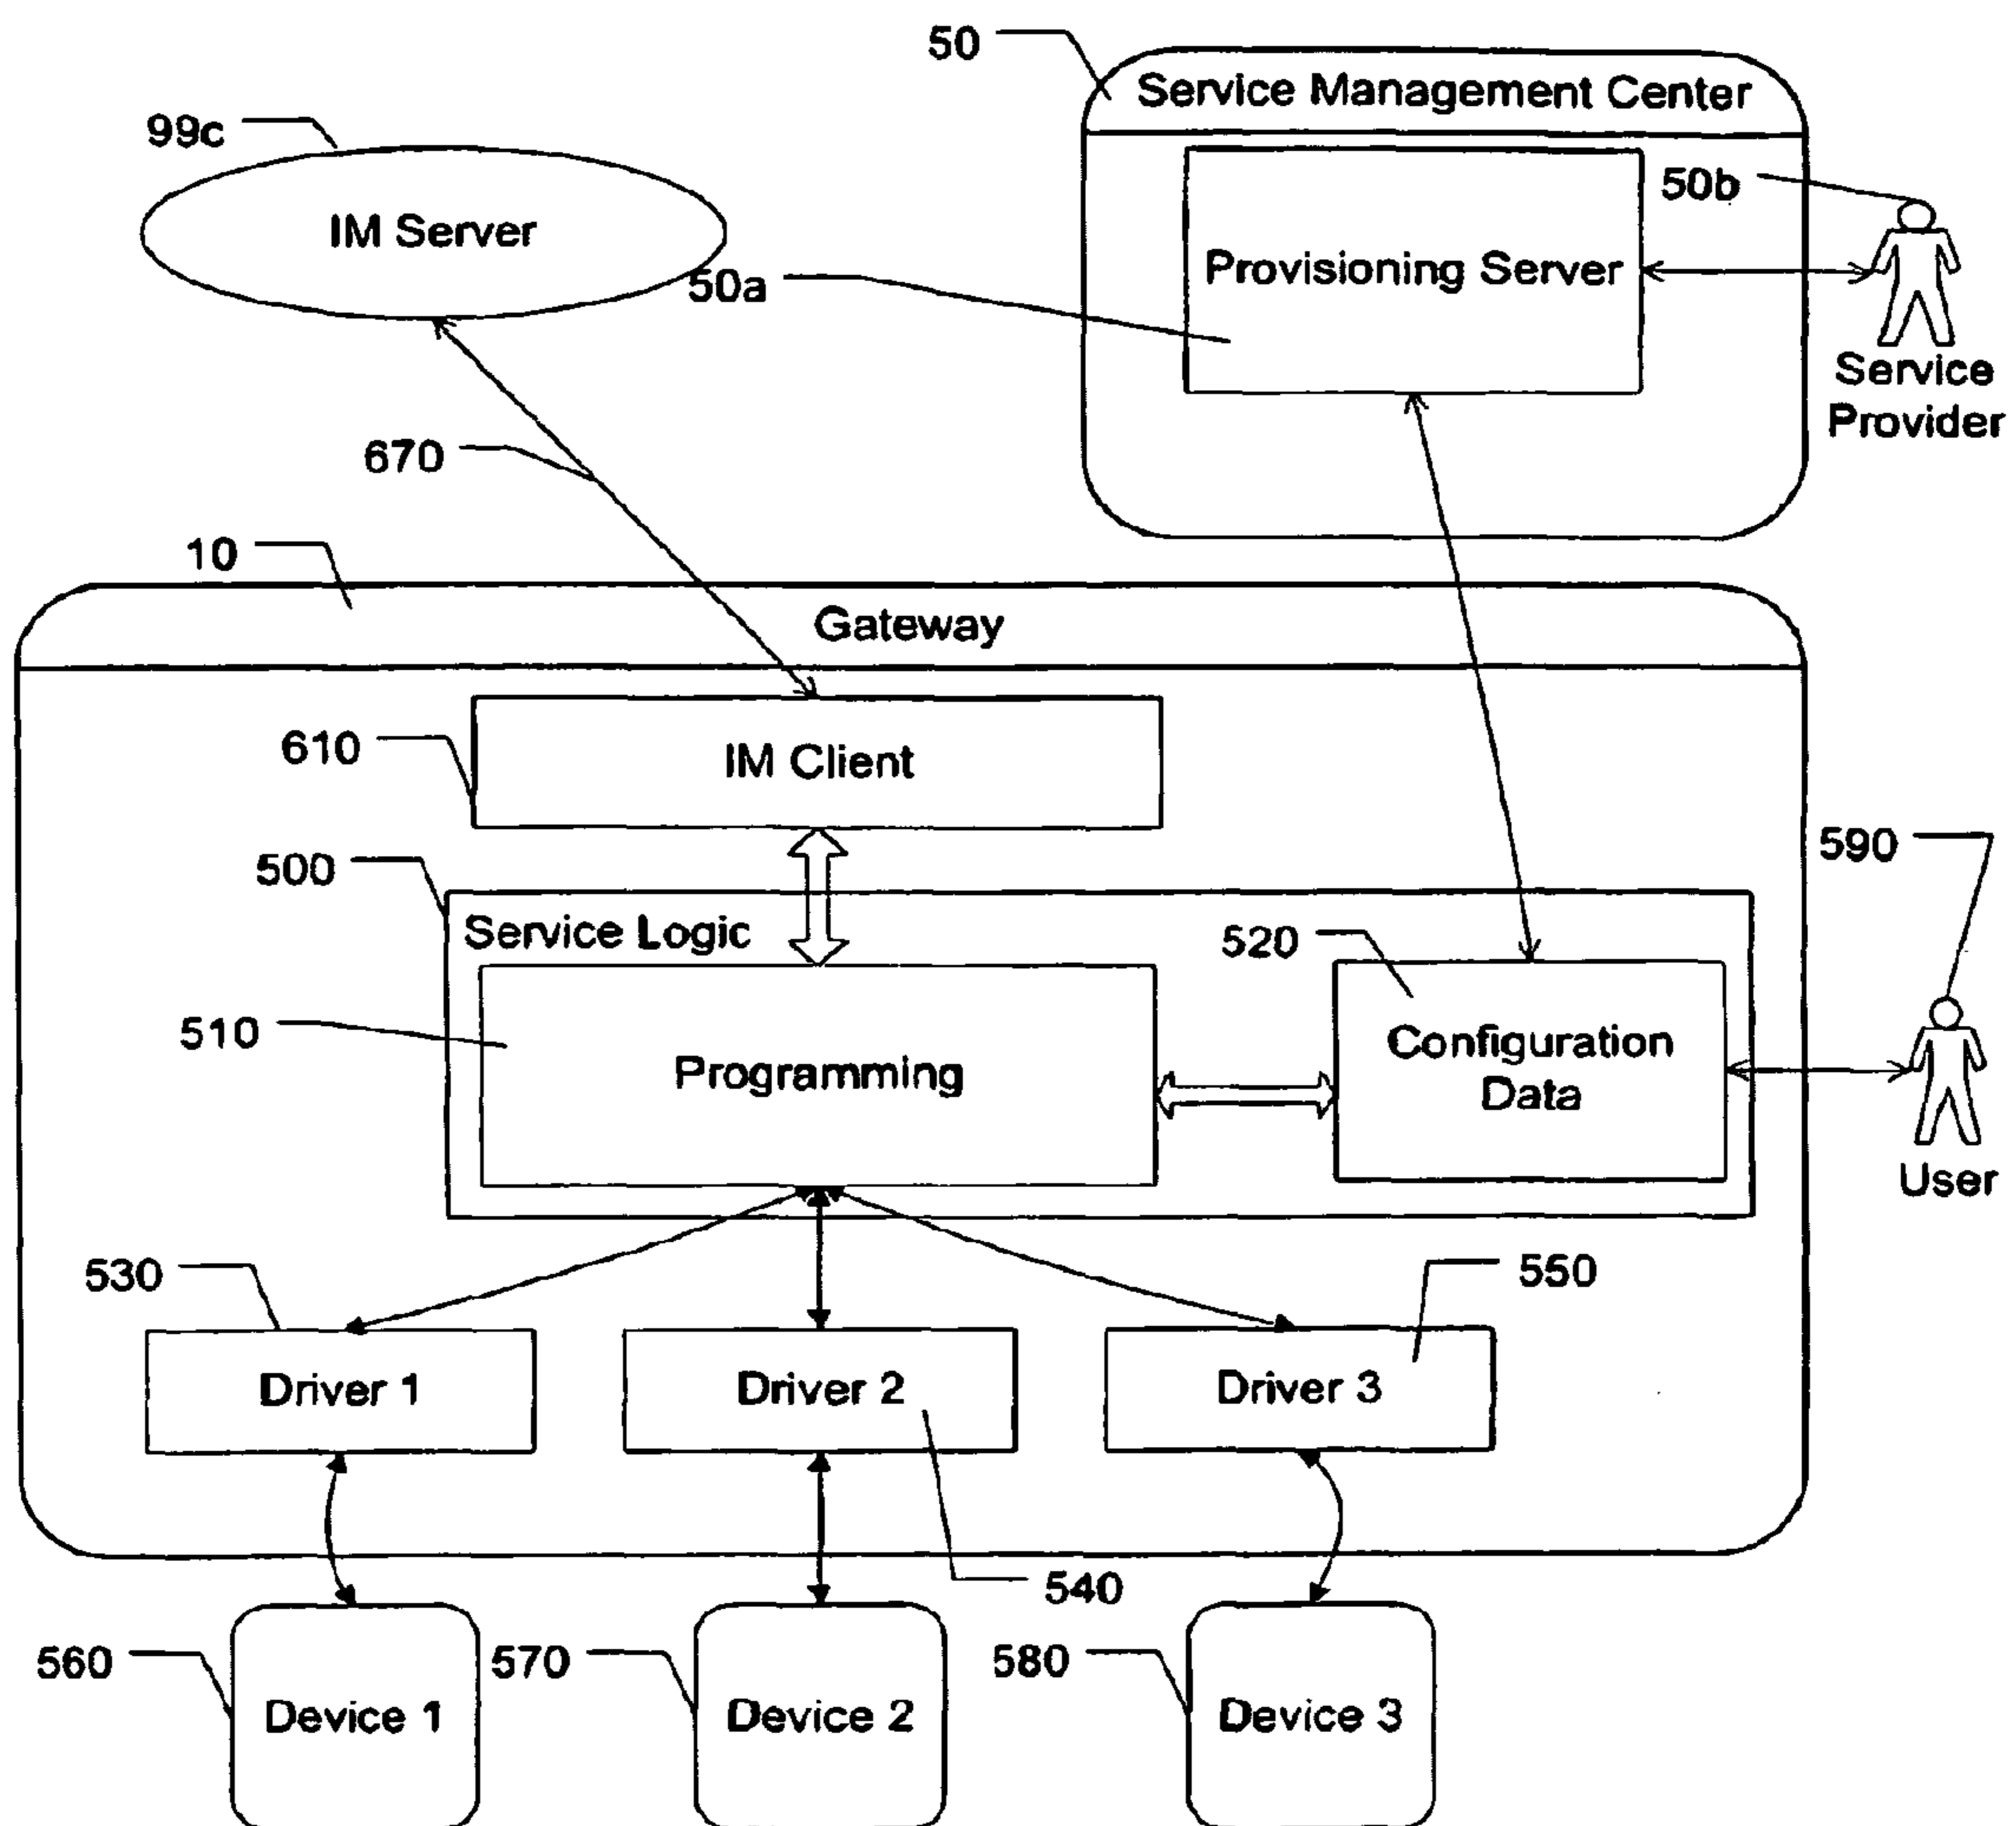 50
Service Management Center
99c
50b
IM Server
Provisioning Server
50a
Service
Provider
670
10
Gateway
610
IM Client
590
500
Service Logic
520
510
Programming
Configuration
Data
User
530
550
Driver 1
Driver 2
Driver 3
540
560
570
580
Device 1
Device 2
Device 3